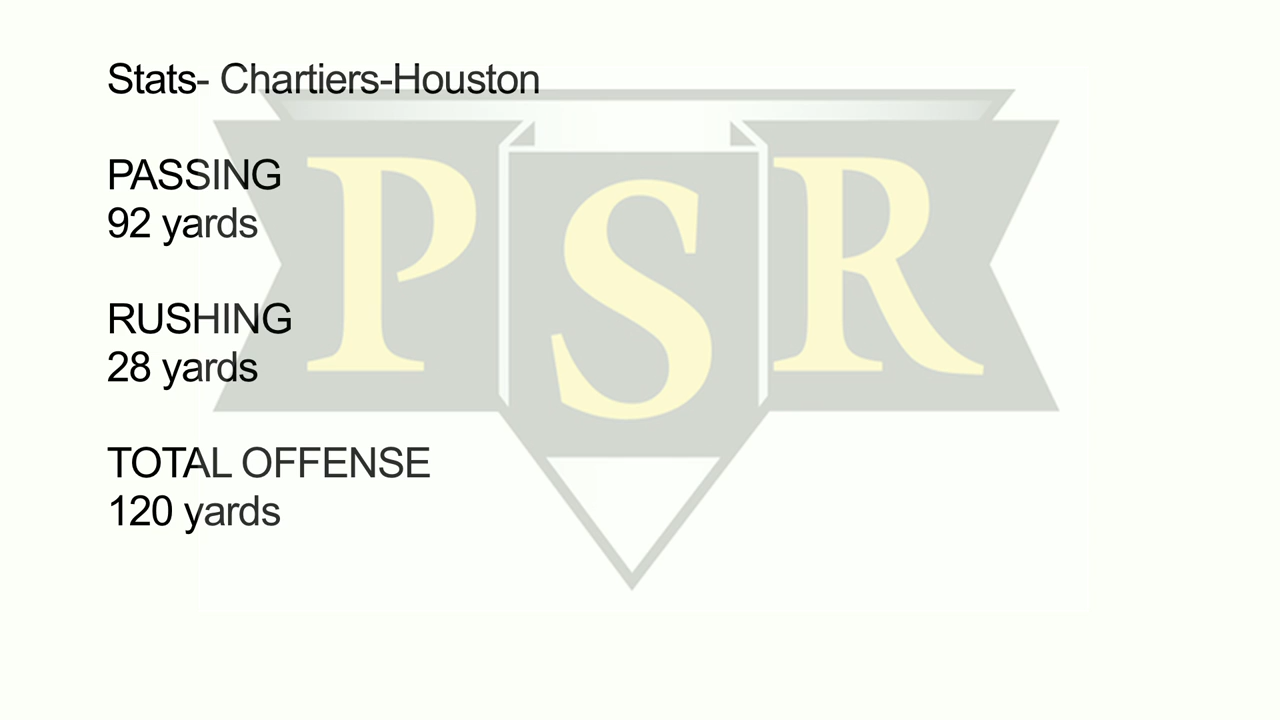 Stats- Chartiers-Houston
PASSING
92 yards
RUSHING
28 yards
TOTAL OFFENSE
120 yards
PSR